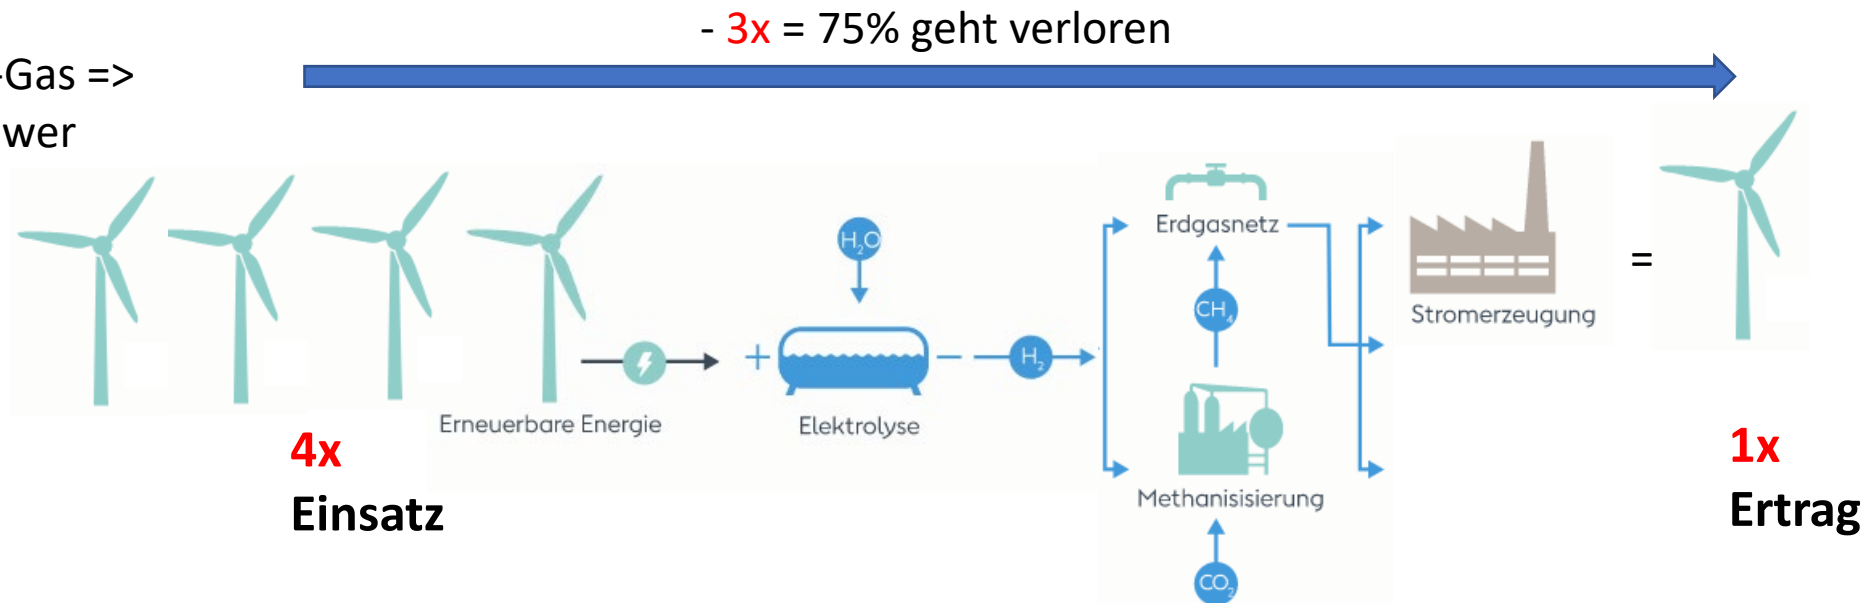 - 3x = 75% geht verloren
-Gas =>
wer
H₂O
Erdgasnetz
CH₄
=
Stromerzeugung
+
−
H₂
Erneuerbare Energie
Elektrolyse
4x
Einsatz
1x
Ertrag
Methanisisierung
CO₂